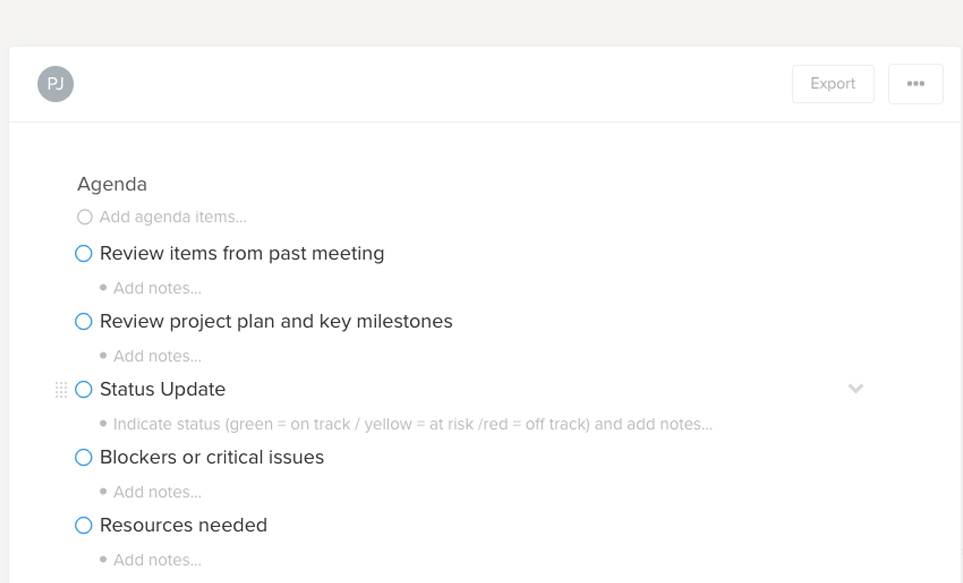 PJ
Export
Agenda
Add agenda items...
Review items from past meeting
Add notes...
Review project plan and key milestones
Add notes...
Status Update
Indicate status (green = on track / yellow = at risk /red = off track) and add notes...
Blockers or critical issues
Add notes...
Resources needed
Add notes...